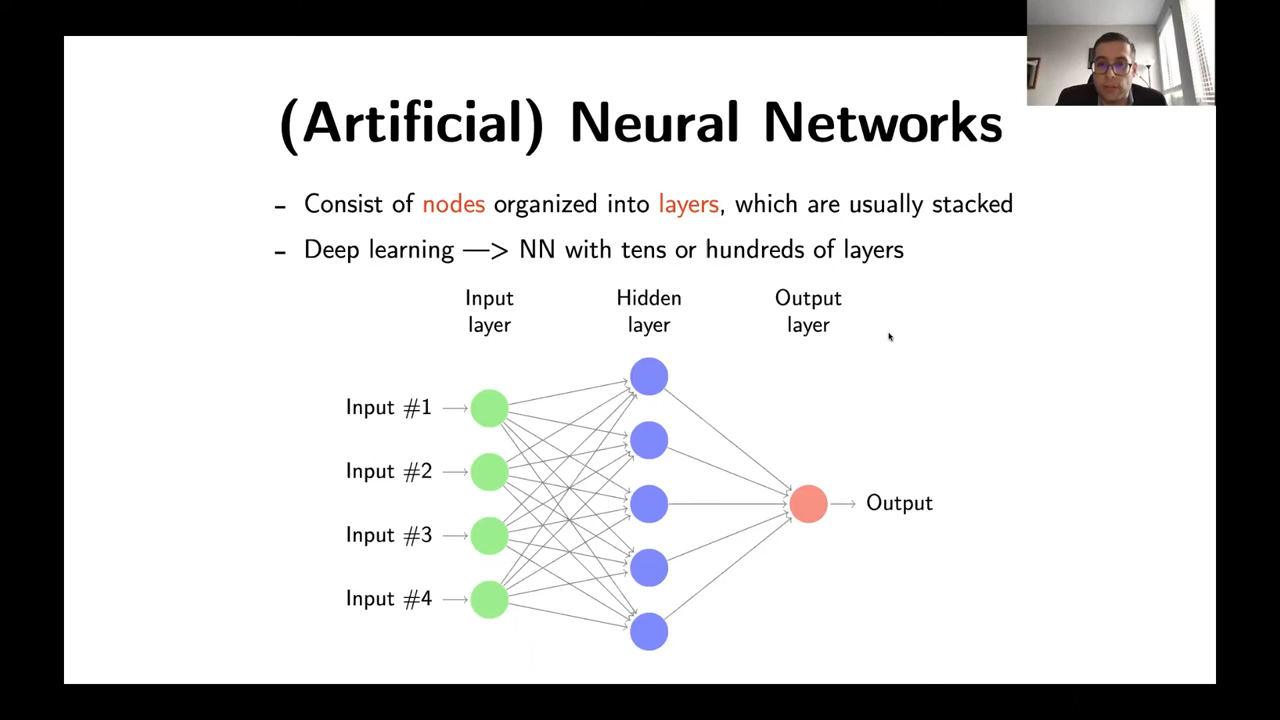 (Artificial) Neural Networks
- Consist of nodes organized into layers, which are usually stacked
- Deep learning —> NN with tens or hundreds of layers
Input layer
Hidden layer
Output layer
Input #1
Input #2
Input #3
Input #4
Output